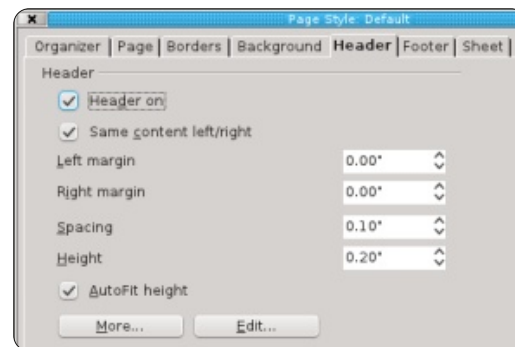 Page Style: Default
Organizer Page Borders Background Header Footer Sheet
Header
Header on
Same content left/right
Left margin 0.00"
Right margin 0.00"
Spacing 0.10"
Height 0.20"
AutoFit height
More... Edit...